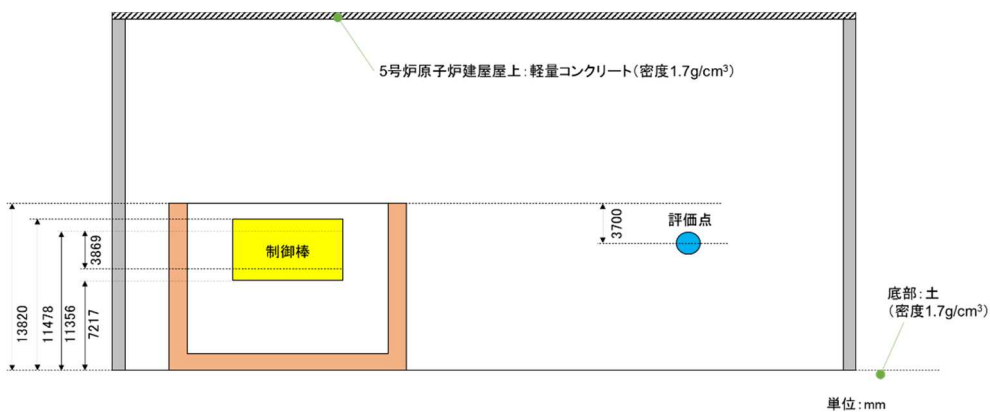 5号炉原子炉建屋屋上:軽量コンクリート(密度1.7g/cm³)
3700
評価点
制御棒
3869
13820
11478
11356
7217
底部:土
(密度1.7g/cm³)
単位:mm